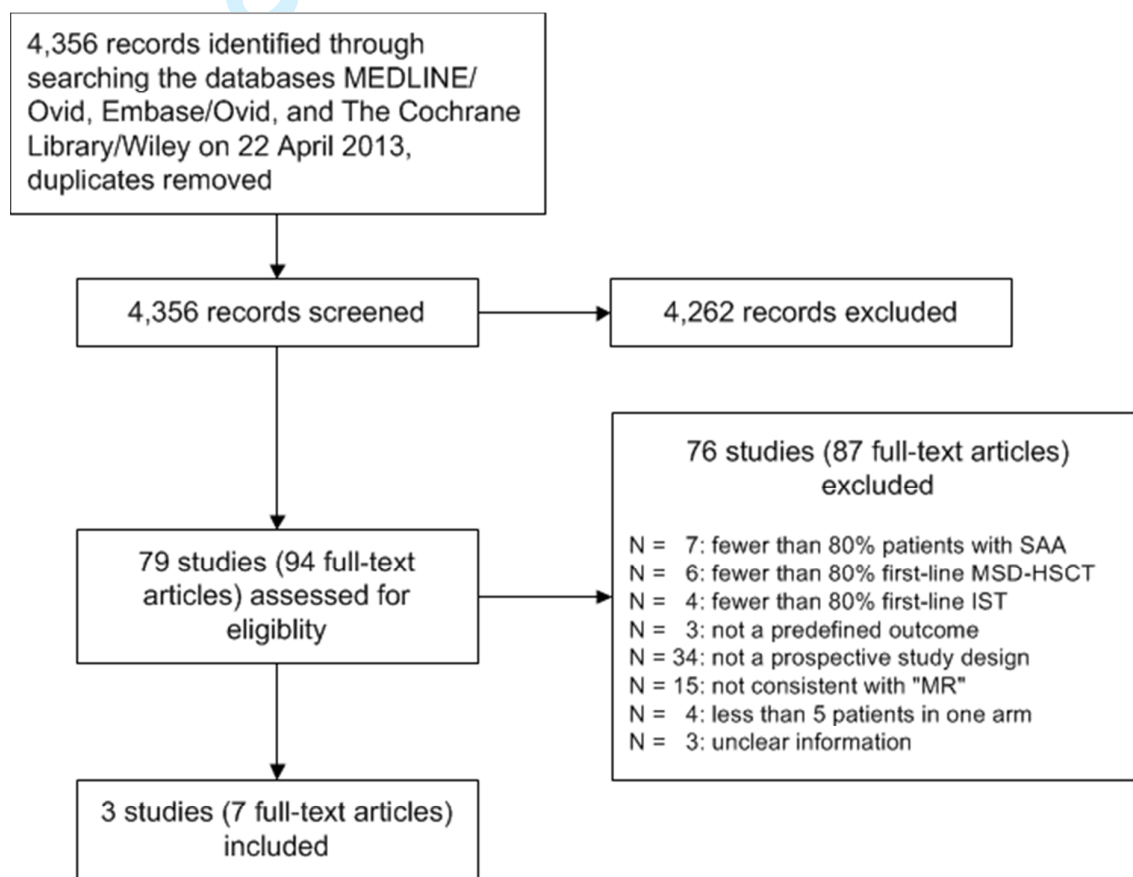 4,356 records identified through
searching the databases MEDLINE/
Ovid, Embase/Ovid, and The Cochrane
Library/Wiley on 22 April 2013,
duplicates removed
4,356 records screened
4,262 records excluded
79 studies (94 full-text
articles) assessed for
eligiblity
76 studies (87 full-text articles)
excluded
N = 7: fewer than 80% patients with SAA
N = 6: fewer than 80% first-line MSD-HSCT
N = 4: fewer than 80% first-line IST
N = 3: not a predefined outcome
N = 34: not a prospective study design
N = 15: not consistent with "MR"
N = 4: less than 5 patients in one arm
N = 3: unclear information
3 studies (7 full-text articles)
included